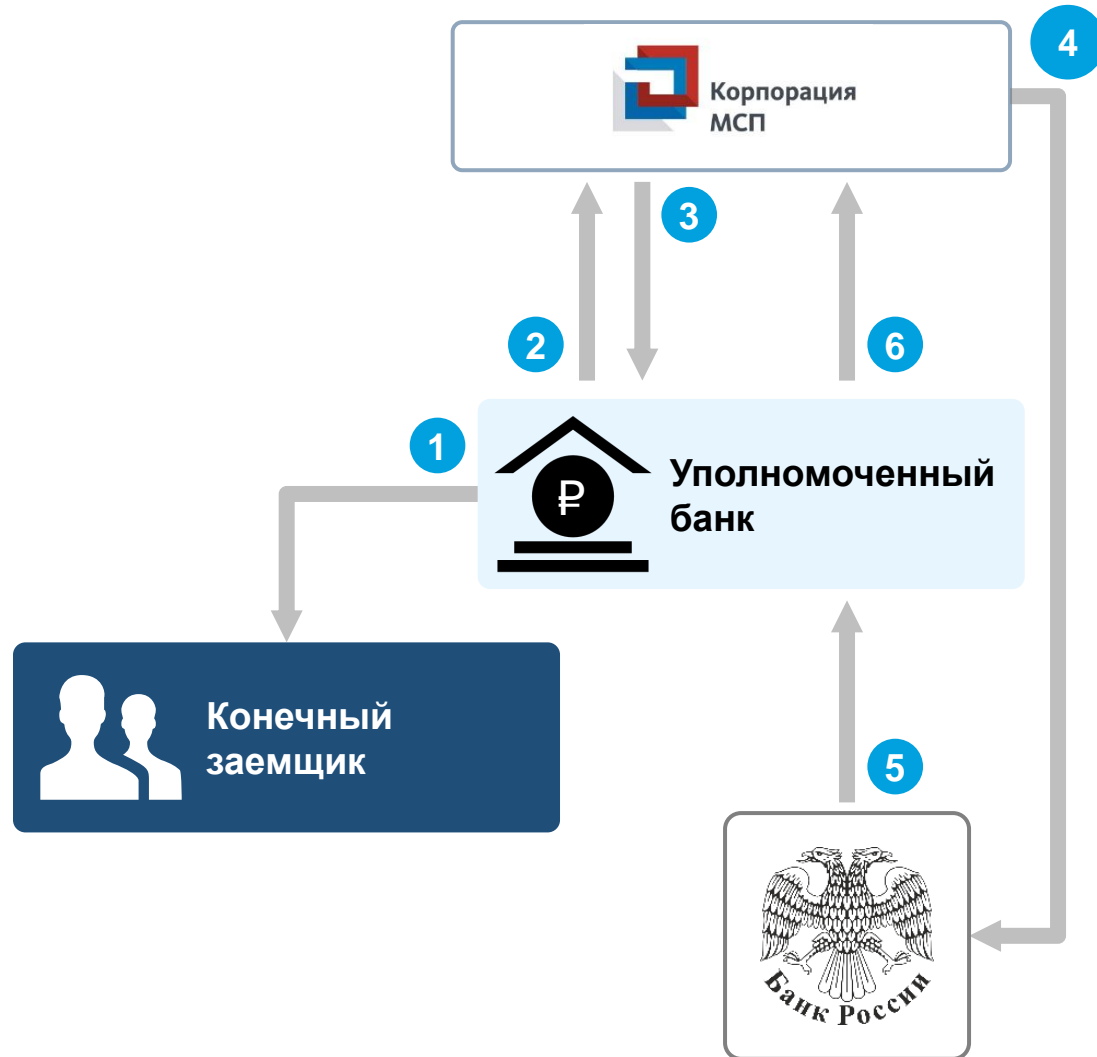 4
Корпорация
МСП
3
2
6
1
₽
Уполномоченный
банк
Конечный
заемщик
5
Банк России